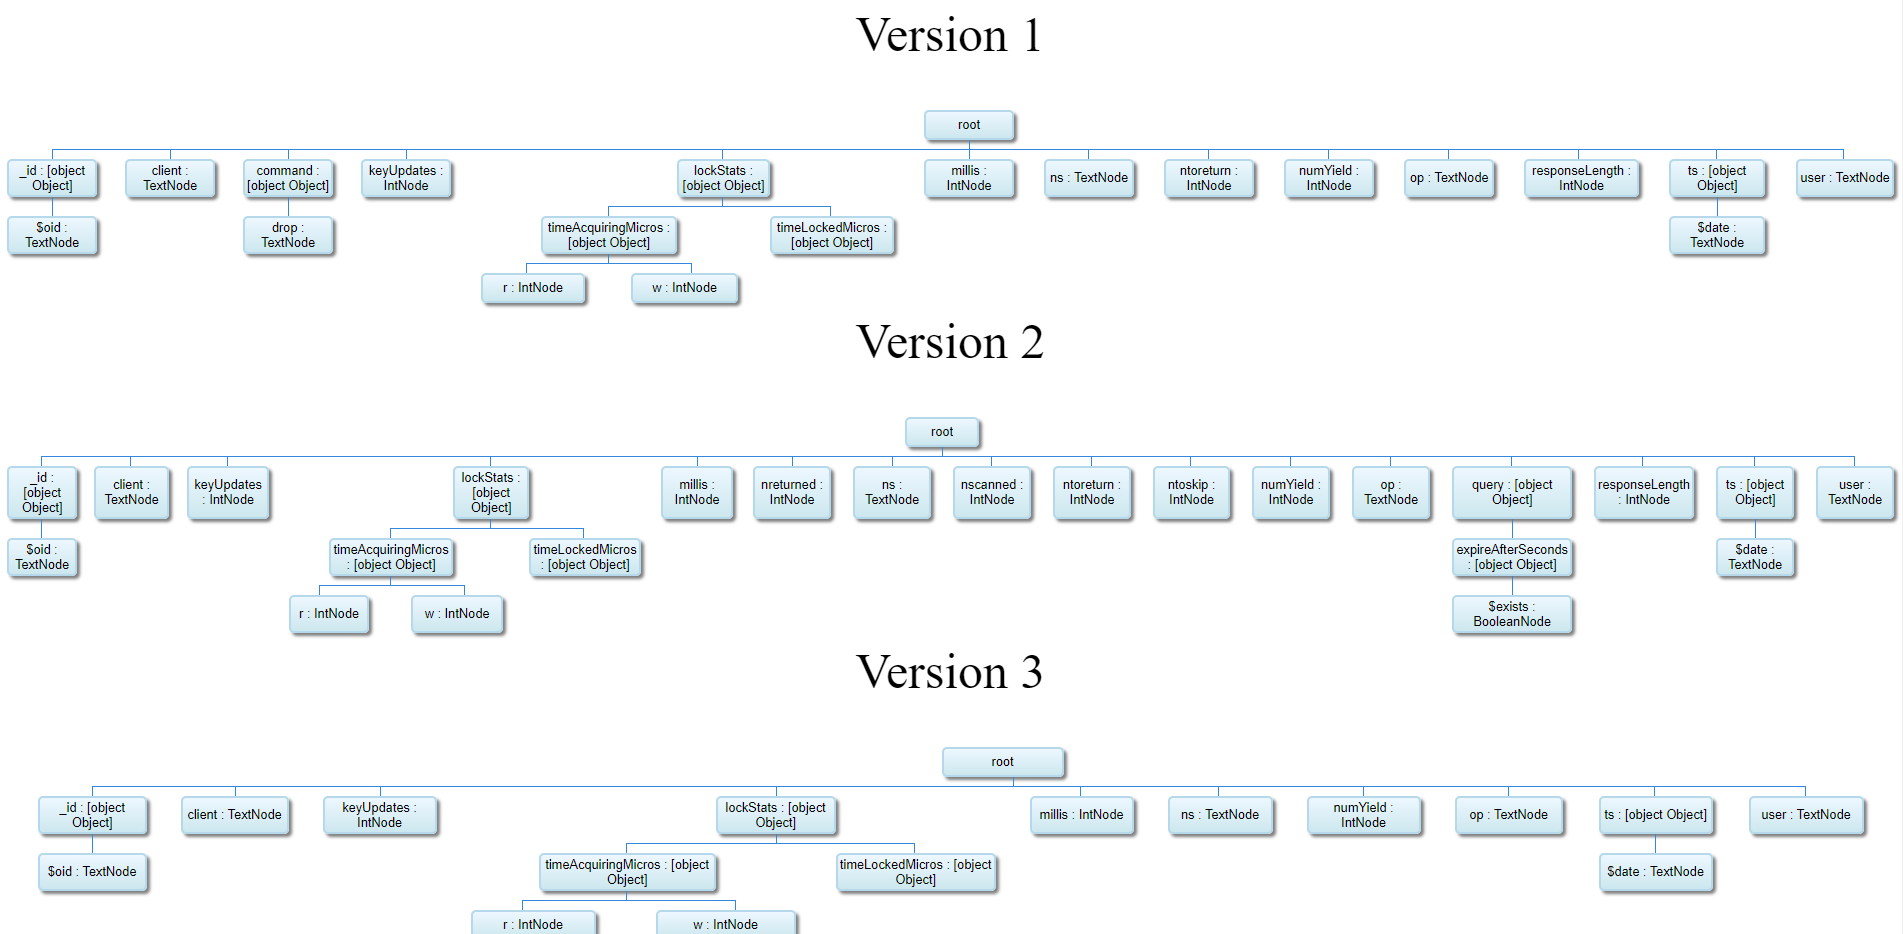 Version 1
root
_id : [object
Object]
client :
TextNode
command :
[object Object]
keyUpdates :
IntNode
lockStats :
[object Object]
millis :
IntNode
ns : TextNode
ntoreturn :
IntNode
numYield :
IntNode
op : TextNode
responseLength :
IntNode
ts : [object
Object]
user : TextNode
$oid :
TextNode
drop :
TextNode
timeAcquiringMicros :
[object Object]
timeLockedMicros :
[object Object]
$date :
TextNode
r : IntNode
w : IntNode
Version 2
root
_id :
[object
Object]
client :
TextNode
keyUpdates
: IntNode
lockStats :
[object
Object]
millis :
IntNode
nreturned :
IntNode
ns :
TextNode
nscanned :
IntNode
ntoreturn :
IntNode
ntoskip :
IntNode
numYield :
IntNode
op :
TextNode
query : [object
Object]
responseLength
: IntNode
ts : [object
Object]
user :
TextNode
$oid :
TextNode
timeAcquiringMicros
: [object Object]
timeLockedMicros
: [object Object]
expireAfterSeconds
: [object Object]
$date :
TextNode
r : IntNode
w : IntNode
$exists :
BooleanNode
Version 3
root
_id : [object
Object]
client : TextNode
keyUpdates :
IntNode
lockStats : [object
Object]
millis : IntNode
ns : TextNode
numYield :
IntNode
op : TextNode
ts : [object Object]
user : TextNode
$oid : TextNode
timeAcquiringMicros : [object
Object]
timeLockedMicros : [object
Object]
$date : TextNode
r : IntNode
w : IntNode